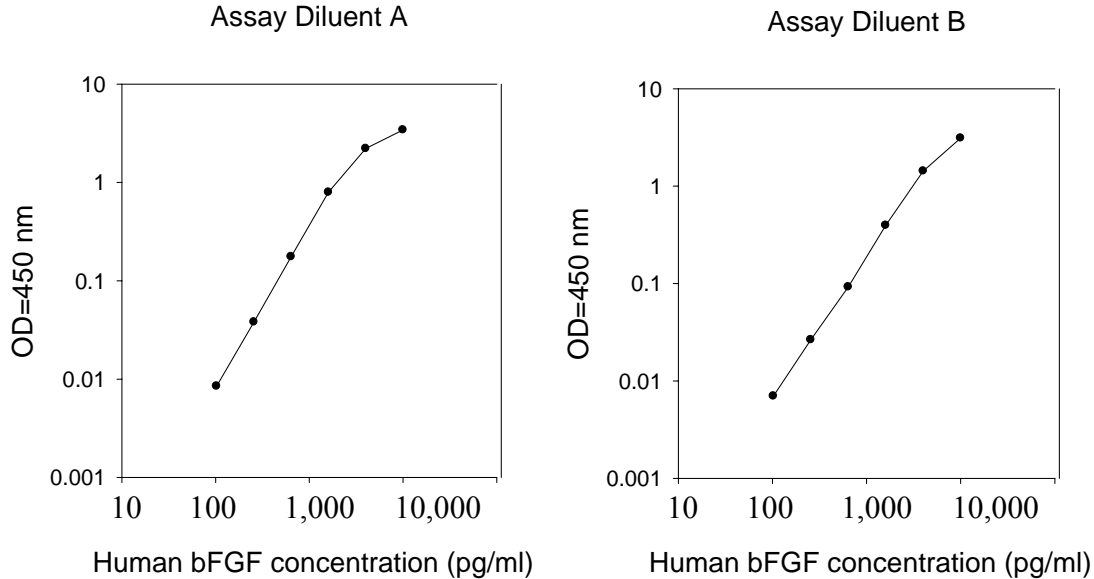 Assay Diluent A
10
1
0.1
0.01
0.001
OD=450 nm
10 100 1,000 10,000
Human bFGF concentration (pg/ml)
Assay Diluent B
10
1
0.1
0.01
0.001
OD=450 nm
10 100 1,000 10,000
Human bFGF concentration (pg/ml)